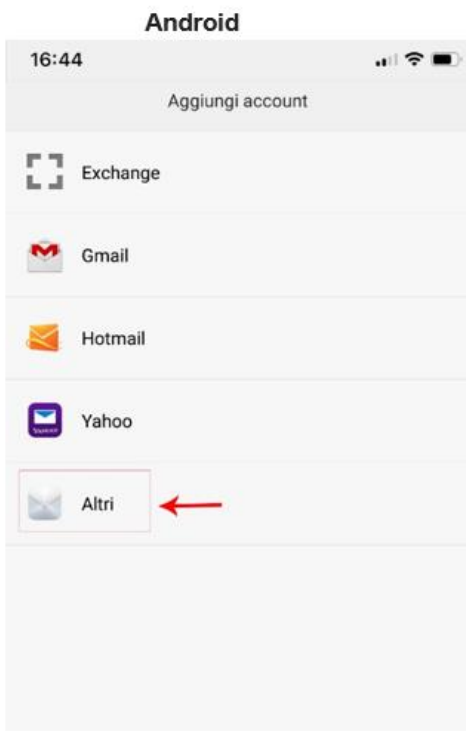 Android
16:44
Aggiungi account
Exchange
Gmail
Hotmail
Yahoo
Altri